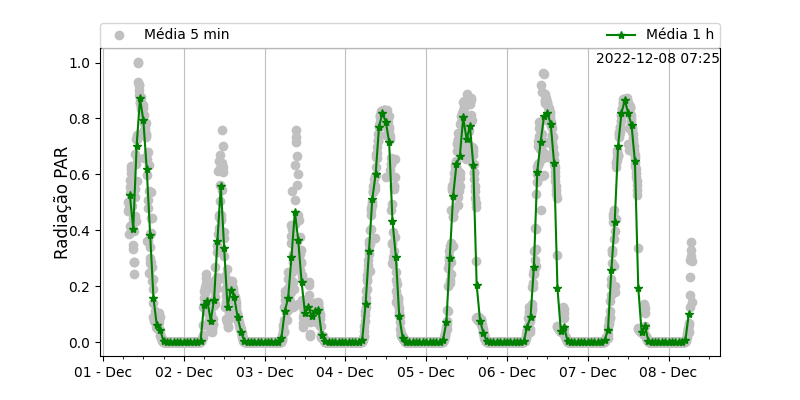 Média 5 min
Média 1 h
2022-12-08 07:25
Radiação PAR
1.0
0.8
0.6
0.4
0.2
0.0
01 - Dec
02 - Dec
03 - Dec
04 - Dec
05 - Dec
06 - Dec
07 - Dec
08 - Dec